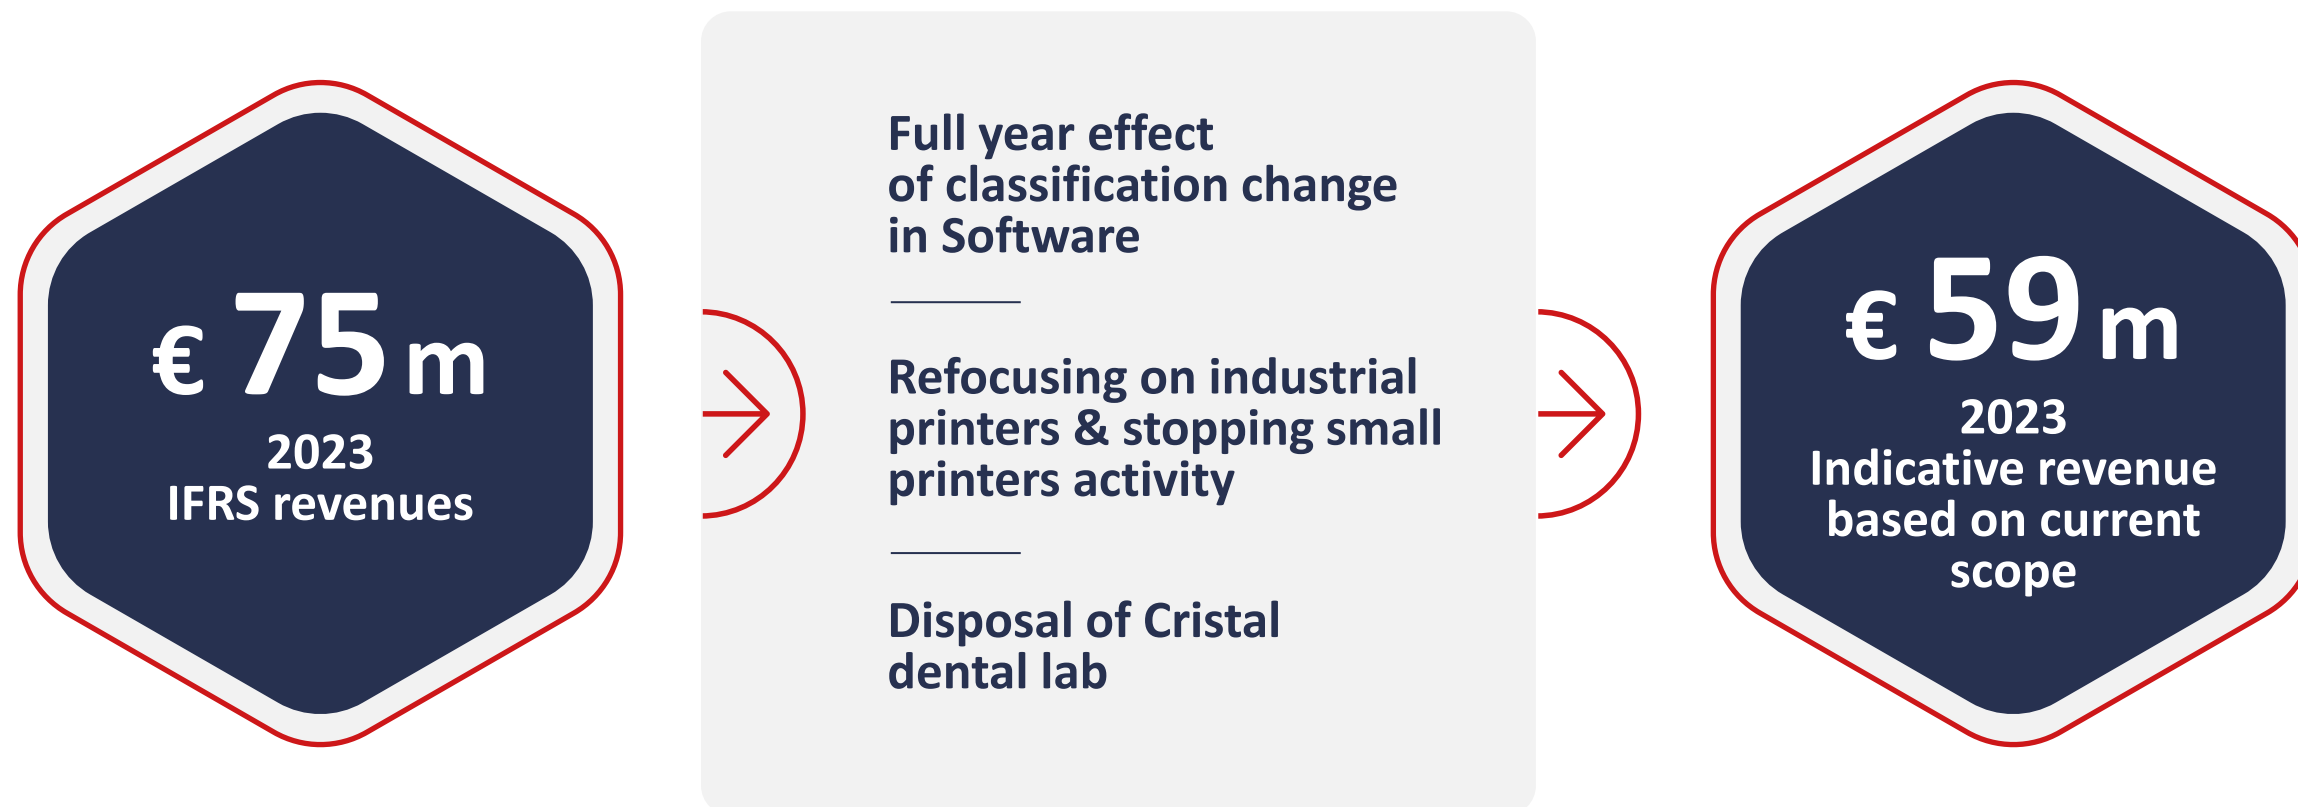 € 75 m
2023
IFRS revenues
Full year effect
of classification change
in Software
Refocusing on industrial
printers & stopping small
printers activity
Disposal of Cristal
dental lab
€ 59 m
2023
Indicative revenue
based on current
scope